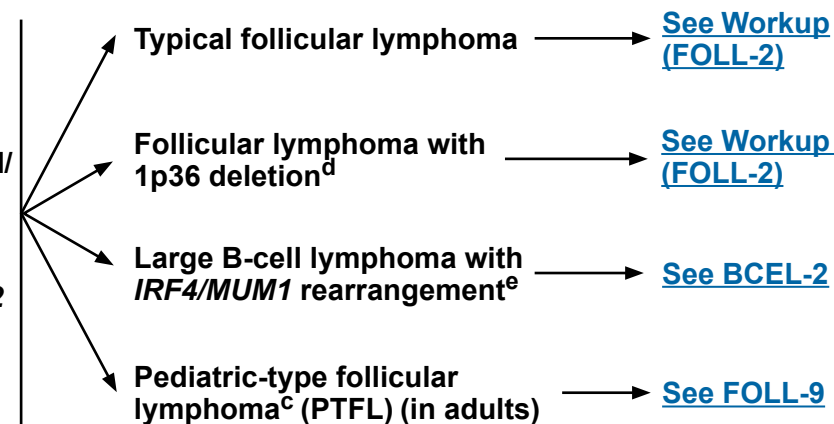 Typical follicular lymphoma
See Workup
(FOLL-2)
Follicular lymphoma with
1p36 deletiond
See Workup
(FOLL-2)
Large B-cell lymphoma with
IRF4/MUM1 rearrangemente
See BCEL-2
2
Pediatric-type follicular
lymphomac (PTFL) (in adults)
See FOLL-9